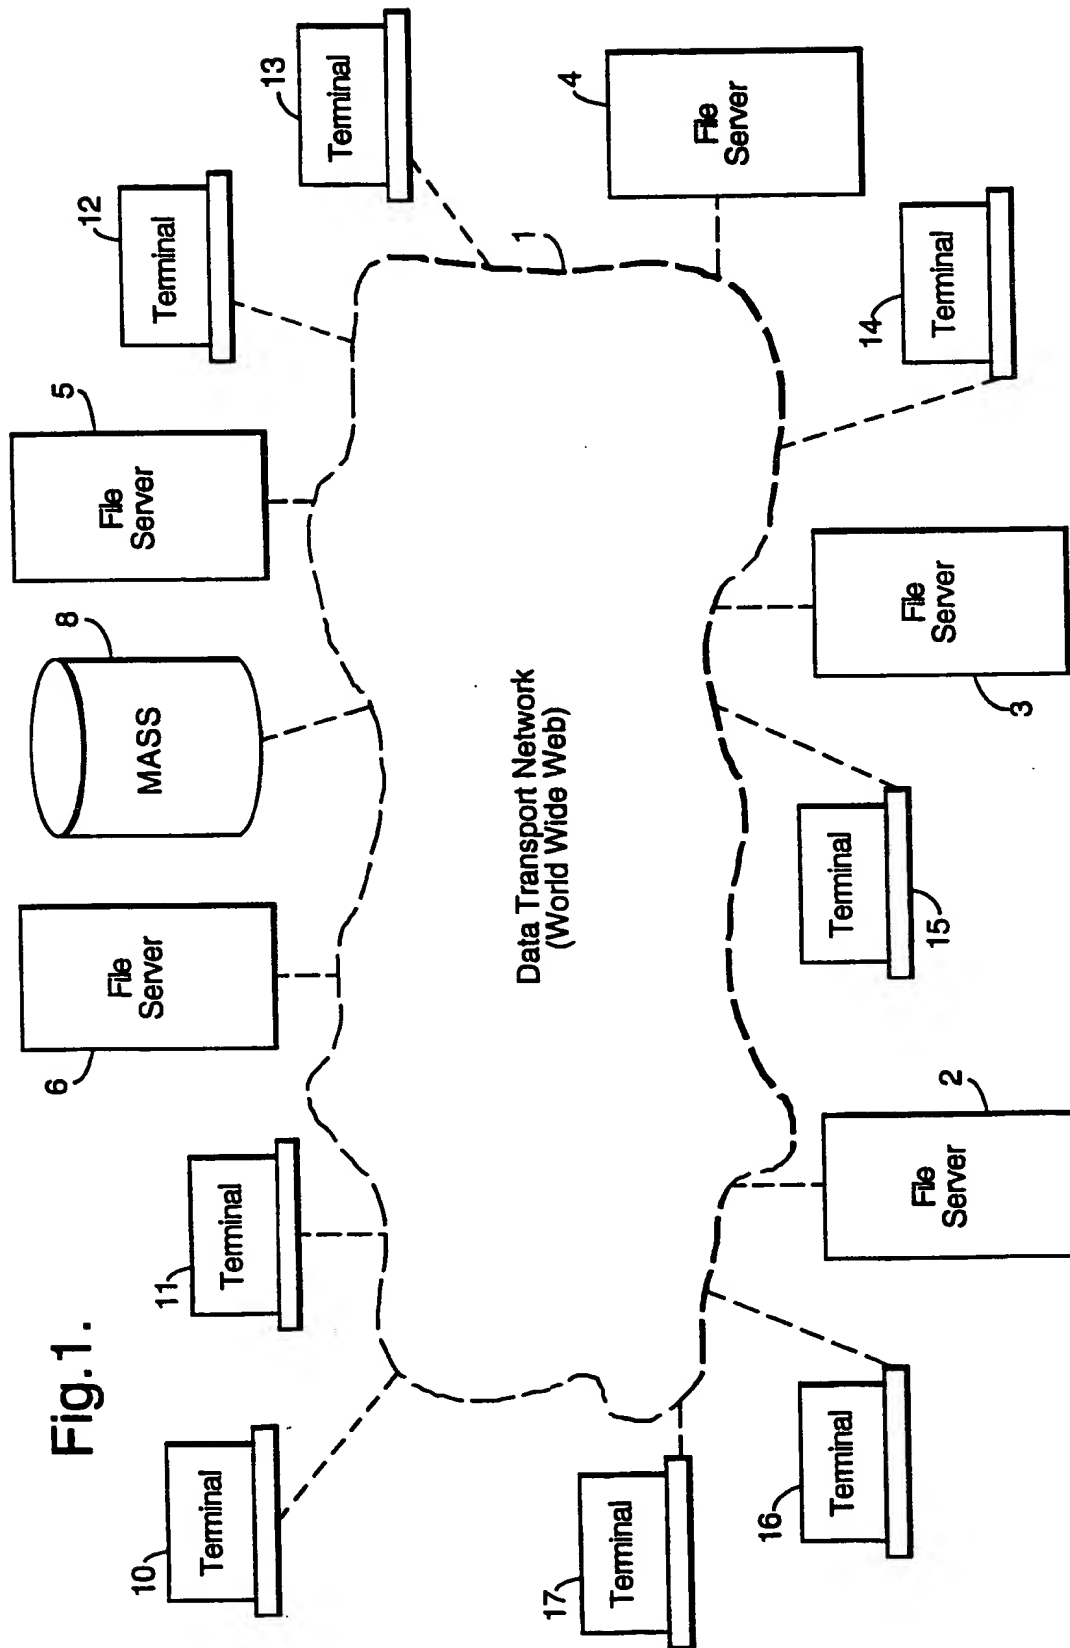 Fig.1.
10
Terminal
11
Terminal
6
File
Server
8
MASS
5
File
Server
12
Terminal
13
Terminal
1
Data Transport Network
(World Wide Web)
4
File
Server
17
Terminal
16
Terminal
2
File
Server
15
Terminal
3
File
Server
14
Terminal